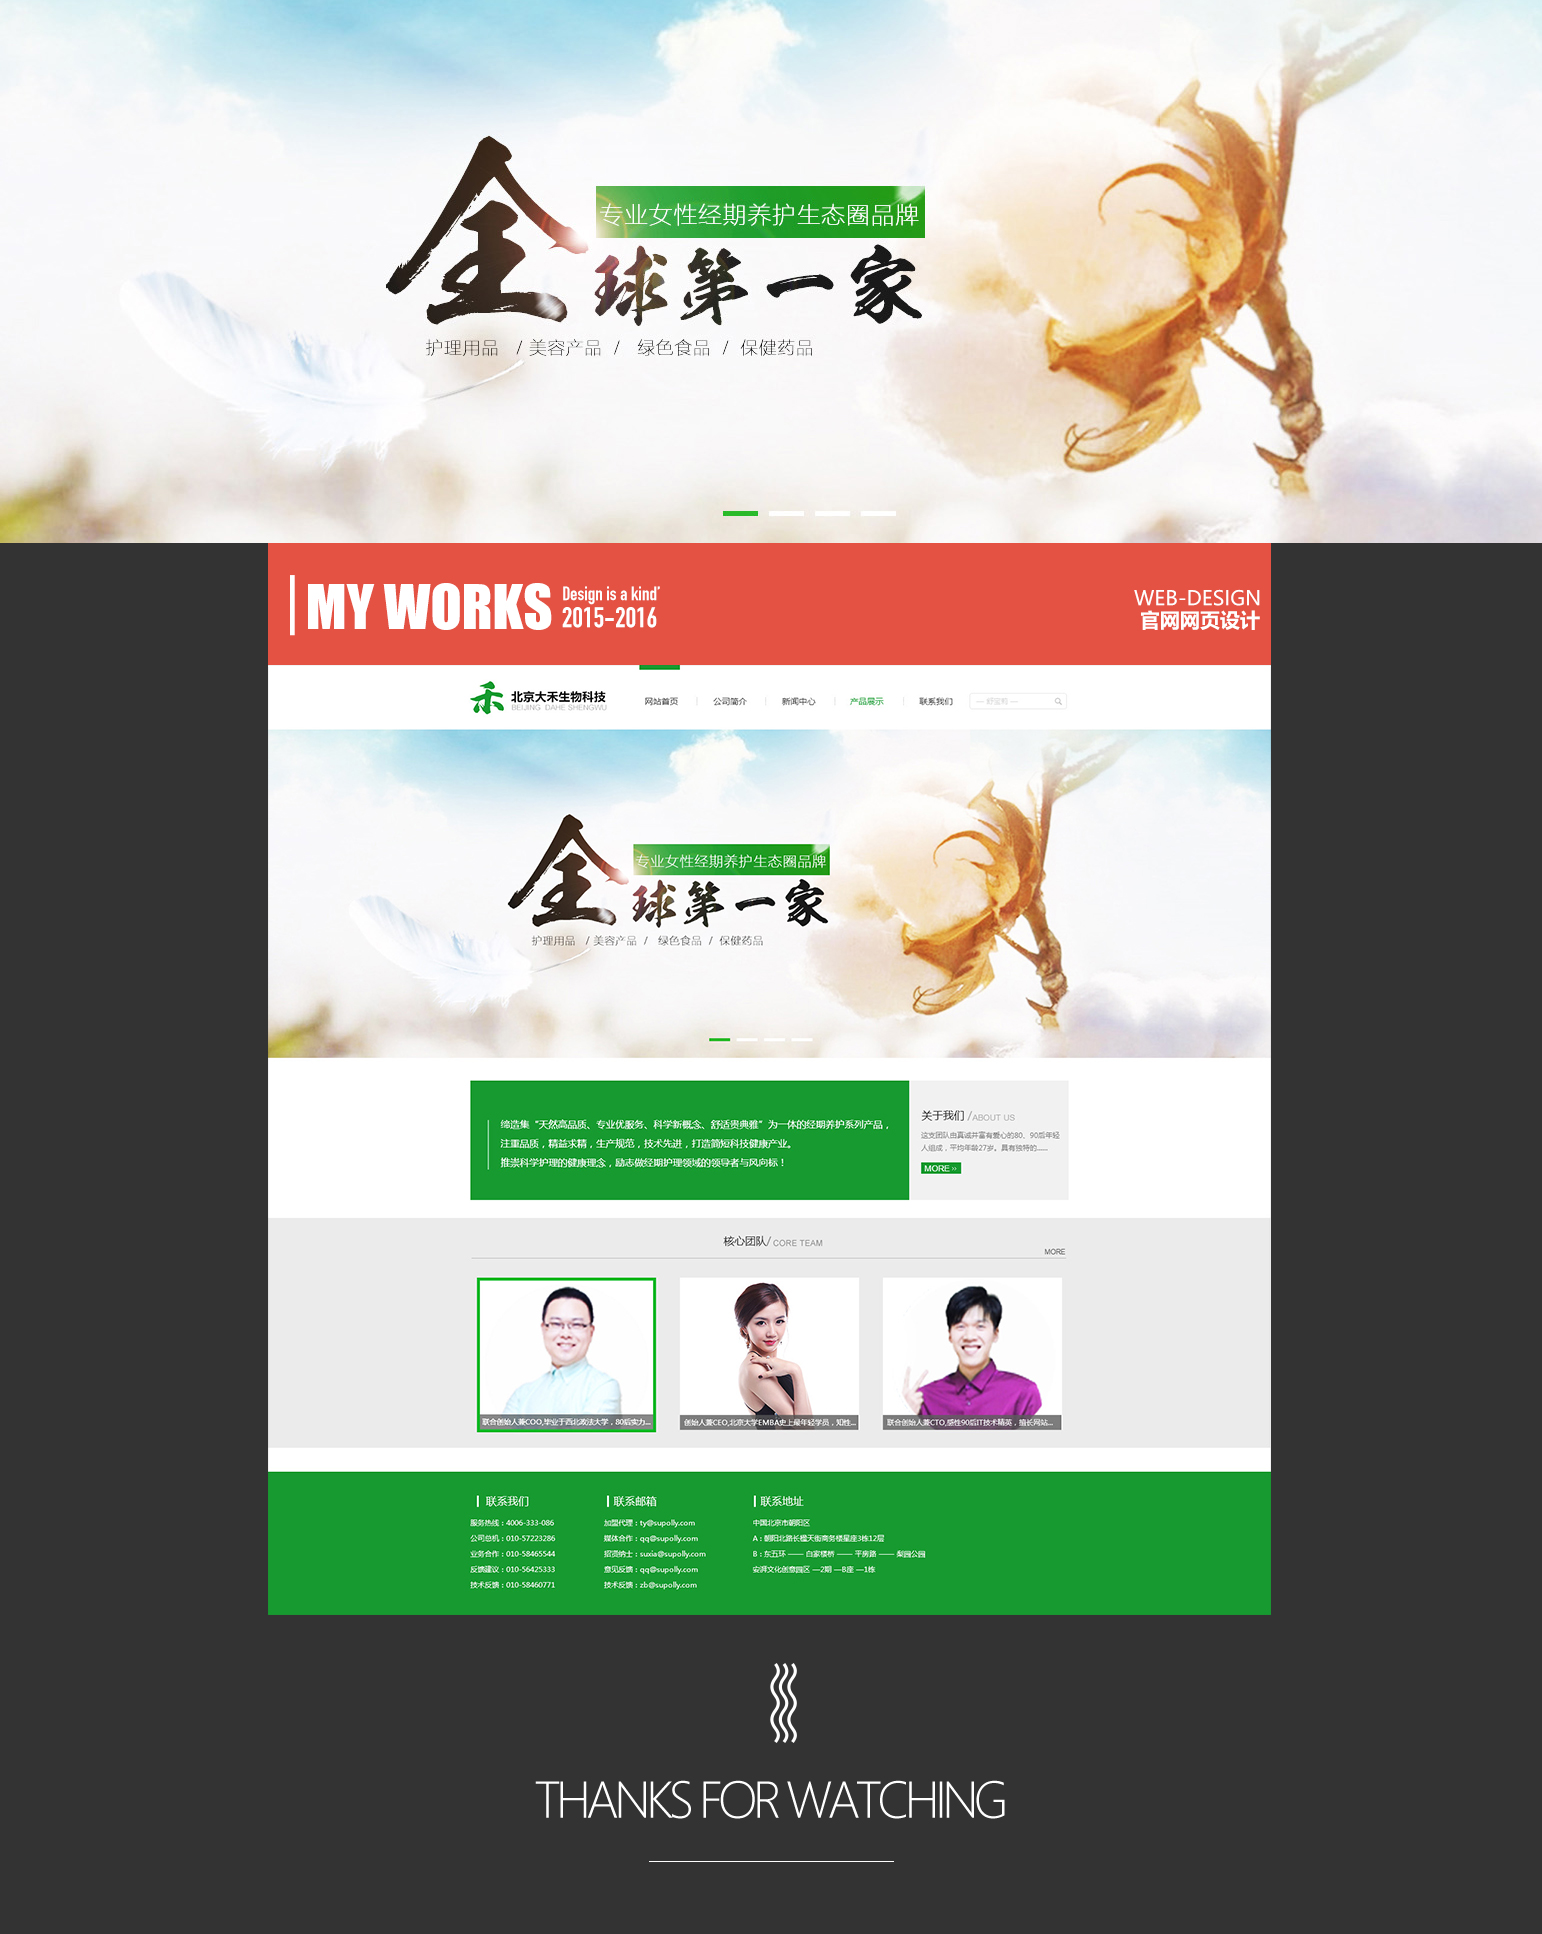 专业女性经期养护生态圈品牌
全球第一家
护理用品 / 美容产品 / 绿色食品 / 保健药品
MY WORKS
Design is a kind
2015-2016
WEB-DESIGN
官网网页设计
禾 北京大禾生物科技
BEIJING DAHE SHENGWU
网站首页 | 公司简介 | 新闻中心 | 产品展示 | 联系我们
专业女性经期养护生态圈品牌
全球第一家
护理用品 / 美容产品 / 绿色食品 / 保健药品
缔造集“天然高品质、专业优服务、科学新概念、舒适贵典雅”为一体的经期养护系列产品，
注重品质，精益求精，生产规范，技术先进，打造简短科技健康产业。
推崇科学护理的健康理念，励志做经期护理领域的领导者与风向标！
关于我们 /ABOUT US
这支团队由真诚并富有爱心的80、90后年轻
人组成，平均年龄27岁。具有独特的......
MORE >>
核心团队/ CORE TEAM
MORE
联合创始人兼COO,毕业于西北政法大学，80后实力...
创始人兼CEO,北京大学EMBA史上最年轻学员，知性...
联合创始人兼CTO,感性90后IT技术精英，擅长网站...
联系我们
服务热线：4006-333-086
公司总机：010-57223286
业务合作：010-58465544
反馈建议：010-56425333
技术反馈：010-58460771
联系邮箱
加盟代理：ty@supolly.com
媒体合作：qq@supolly.com
招贤纳士：suxia@supolly.com
意见反馈：qq@supolly.com
技术反馈：zb@supolly.com
联系地址
中国北京市朝阳区
A：朝阳北路长楹天街商务楼星座3栋12层
B：东五环 —— 白家楼桥 —— 平房路 —— 梨园公园
文化创意园区 —2期 —B座 —1栋
THANKS FOR WATCHING